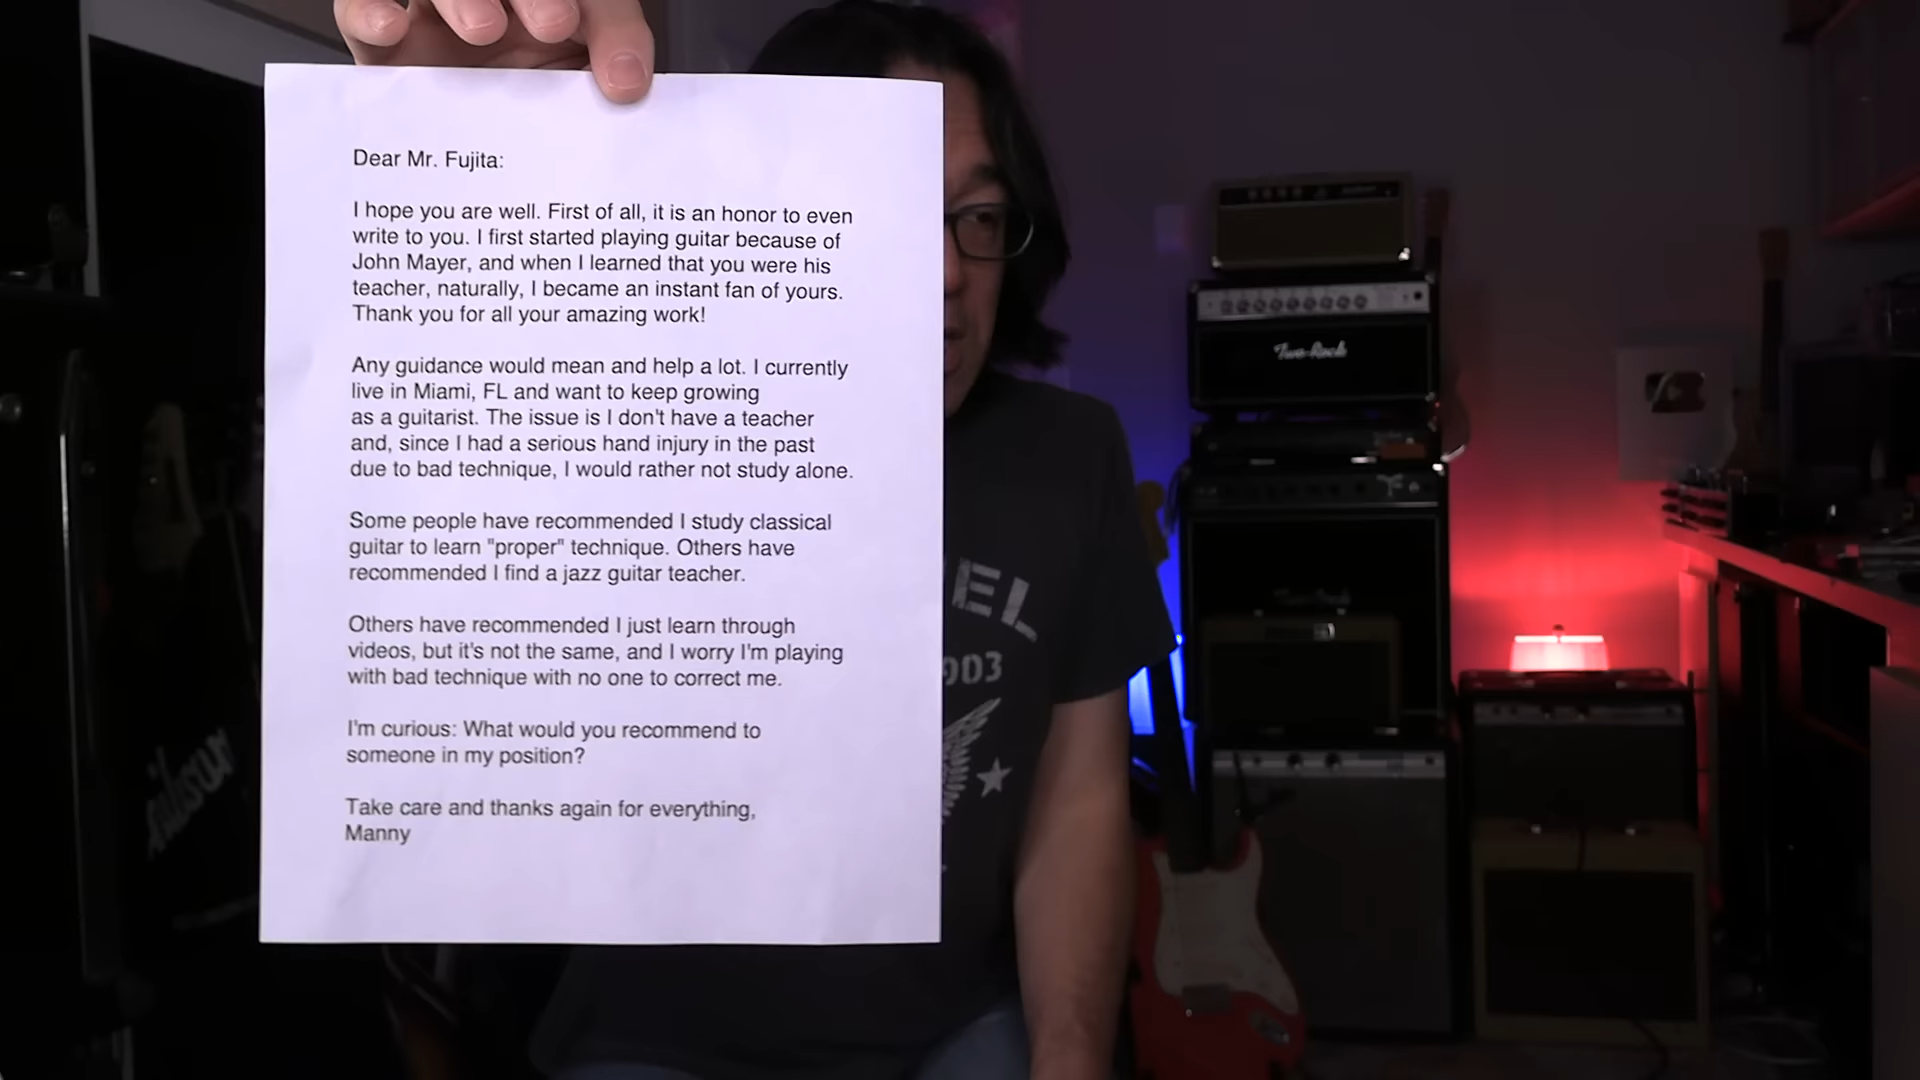 Dear Mr. Fujita:
I hope you are well. First of all, it is an honor to even
write to you. I first started playing guitar because of
John Mayer, and when I learned that you were his
teacher, naturally, I became an instant fan of yours.
Thank you for all your amazing work!
Any guidance would mean and help a lot. I currently
live in Miami, FL and want to keep growing
as a guitarist. The issue is I don't have a teacher
and, since I had a serious hand injury in the past
due to bad technique, I would rather not study alone.
Some people have recommended I study classical
guitar to learn "proper" technique. Others have
recommended I find a jazz guitar teacher.
Others have recommended I just learn through
videos, but it's not the same, and I worry I'm playing
with bad technique with no one to correct me.
I'm curious: What would you recommend to
someone in my position?
Take care and thanks again for everything,
Manny
EL
003
Two-Rock
Gibson